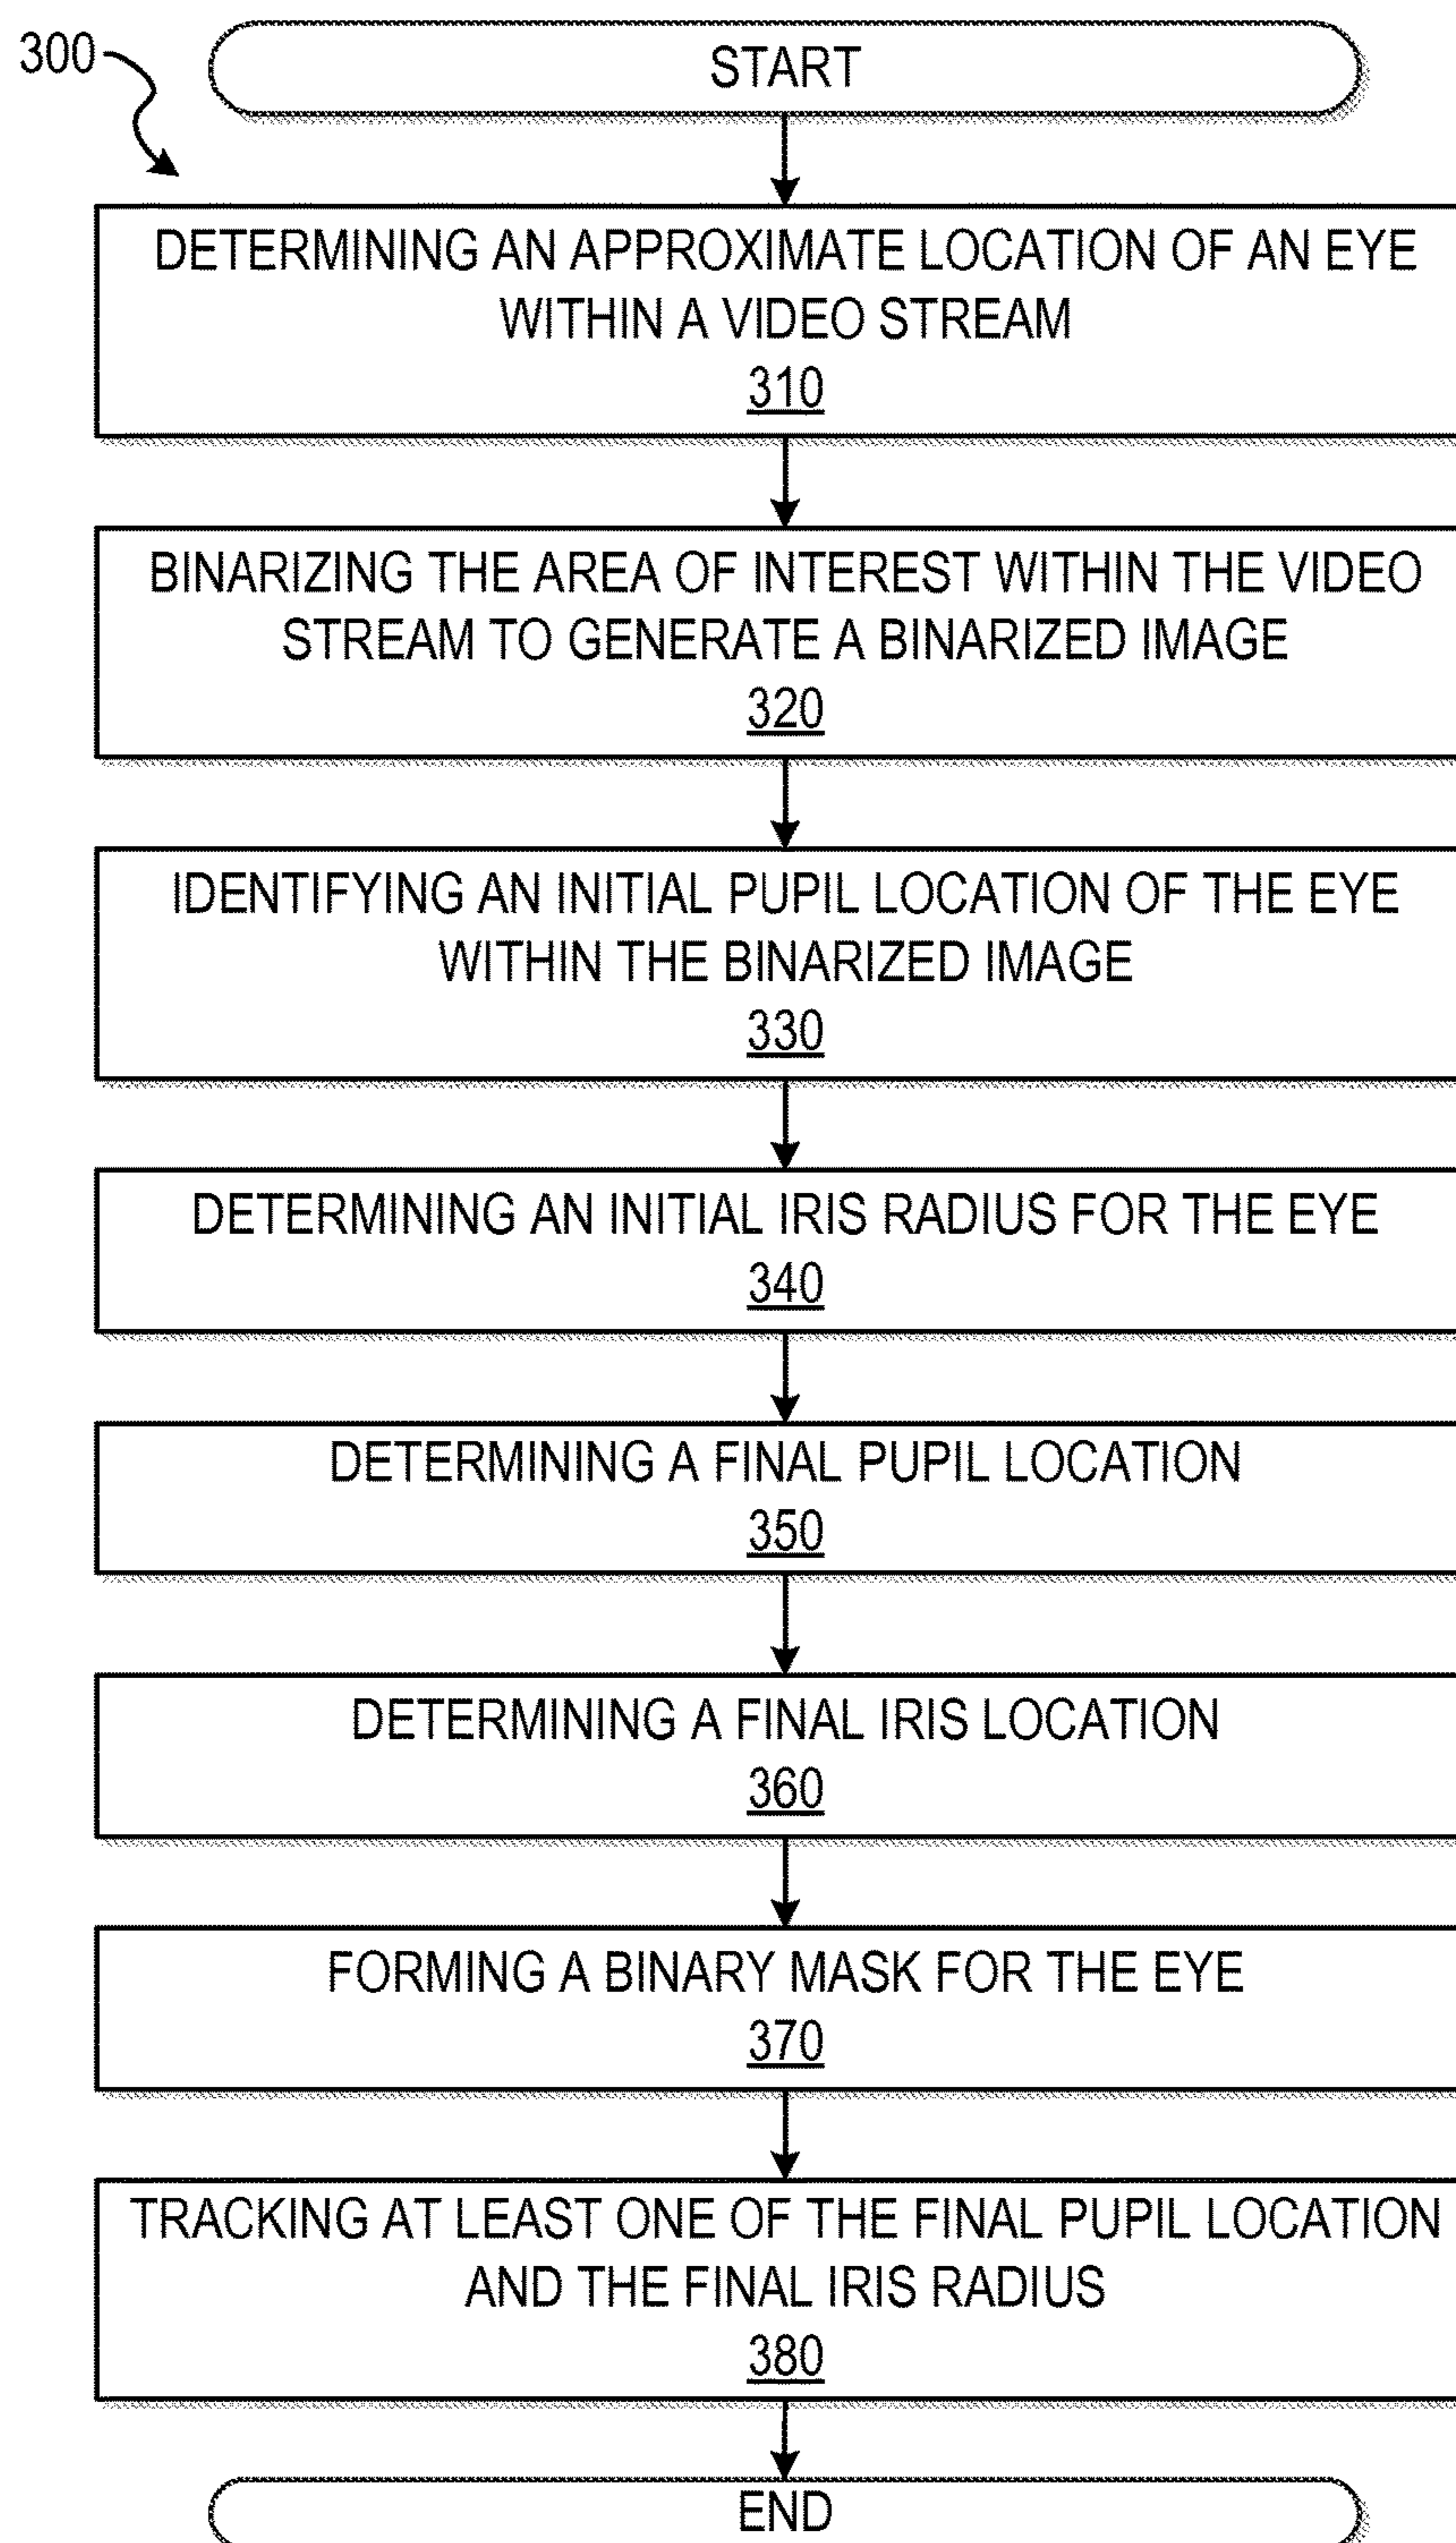 300
START
DETERMINING AN APPROXIMATE LOCATION OF AN EYE
WITHIN A VIDEO STREAM
310
BINARIZING THE AREA OF INTEREST WITHIN THE VIDEO
STREAM TO GENERATE A BINARIZED IMAGE
320
IDENTIFYING AN INITIAL PUPIL LOCATION OF THE EYE
WITHIN THE BINARIZED IMAGE
330
DETERMINING AN INITIAL IRIS RADIUS FOR THE EYE
340
DETERMINING A FINAL PUPIL LOCATION
350
DETERMINING A FINAL IRIS LOCATION
360
FORMING A BINARY MASK FOR THE EYE
370
TRACKING AT LEAST ONE OF THE FINAL PUPIL LOCATION
AND THE FINAL IRIS RADIUS
380
END